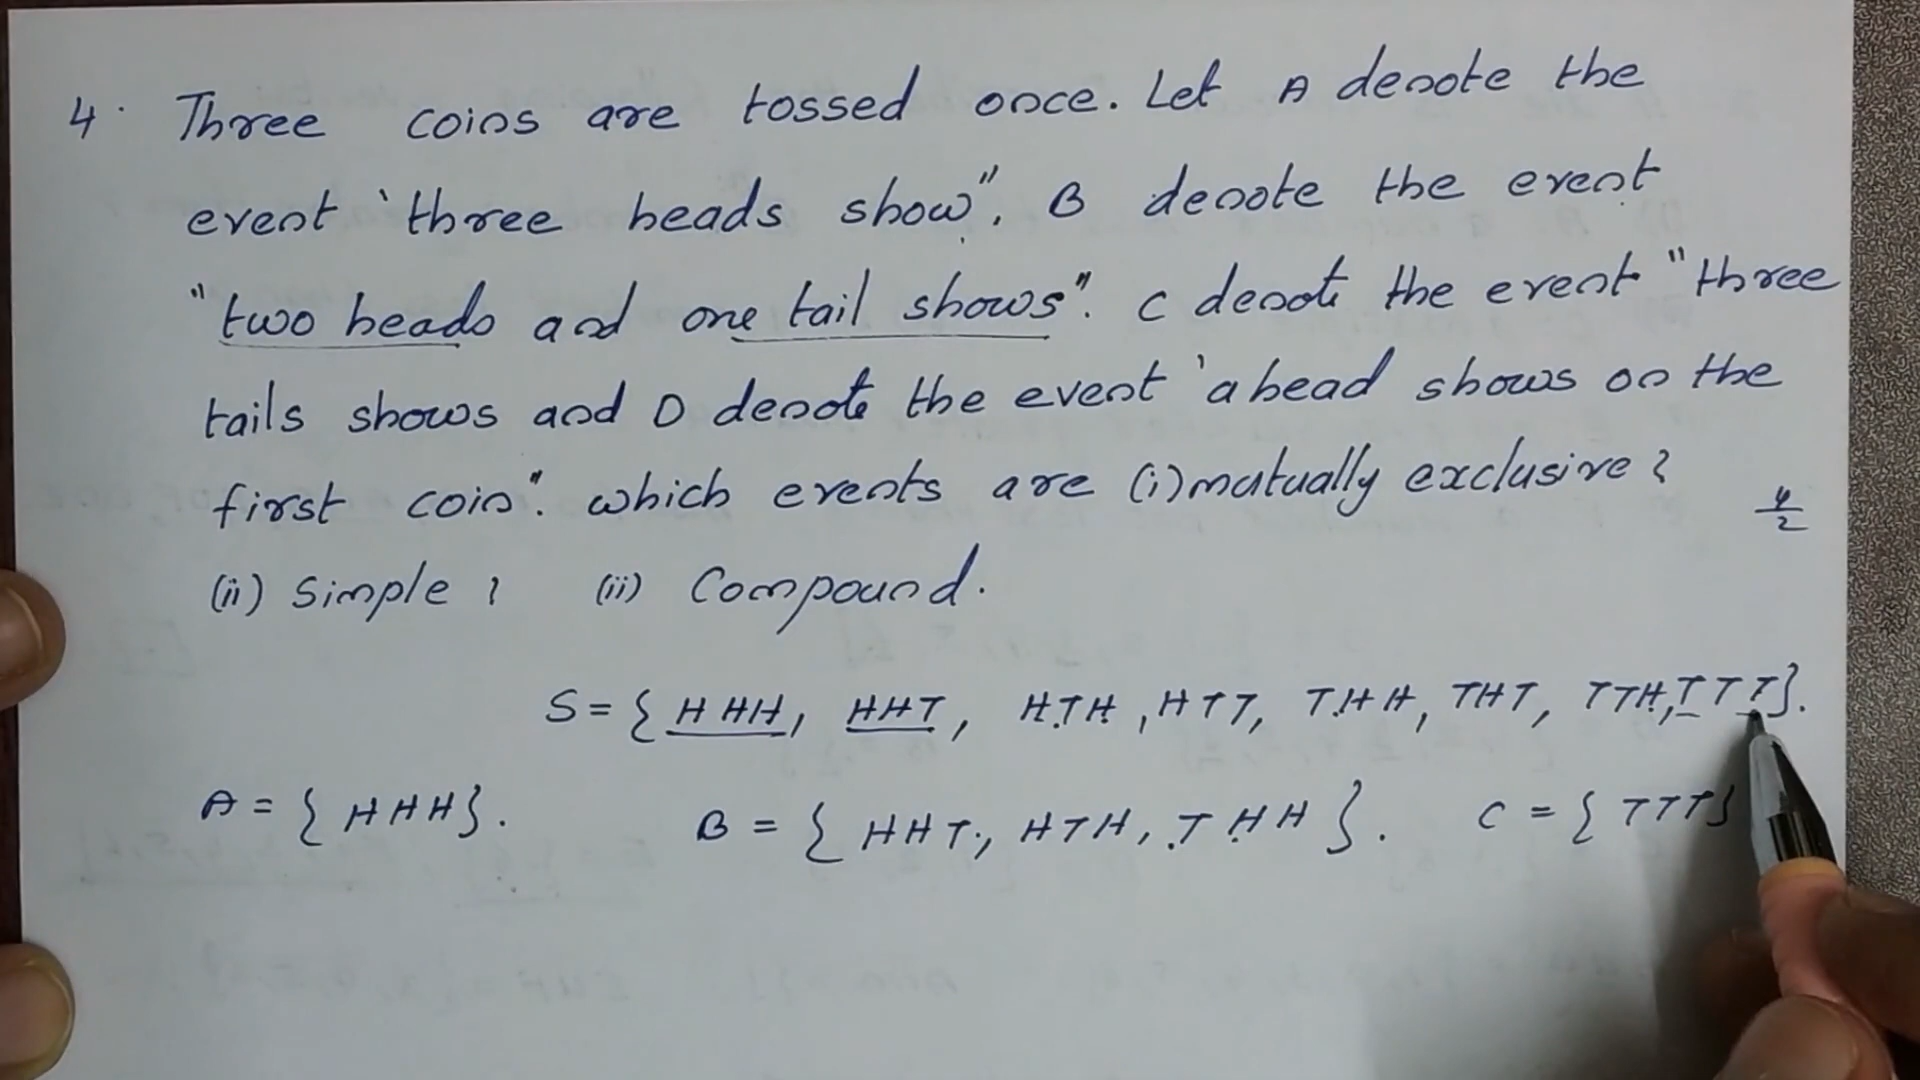 4. Three coins are tossed once. Let A denote the
event 'three heads show". B denote the event
"two heads and one tail shows". C denote the event "three
tails shows and D denote the event 'a head shows on the
first coin". which events are (i) mutually exclusive?
(ii) Simple? (ii) Compound.
S = { HHH, HHT, HTH, HTT, THH, THT, TTH, TTT}.
A = { HHH}. B = { HHT, HTH, THH }. C = { TTT}